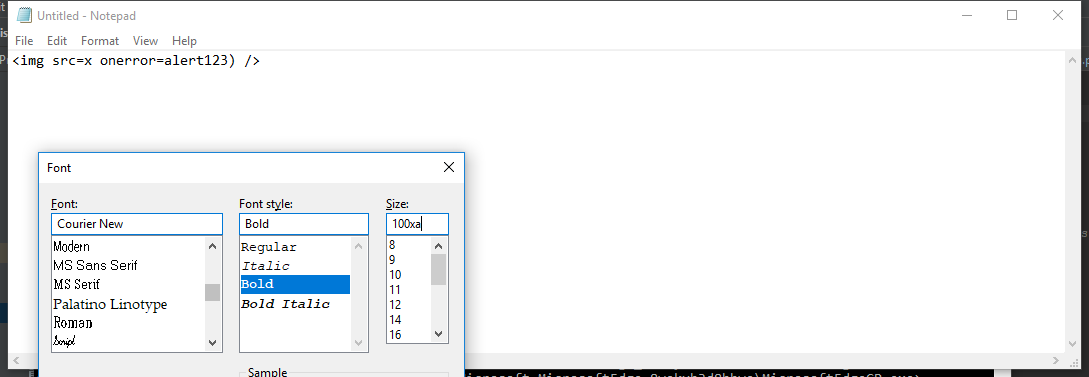 Untitled - Notepad
File Edit Format View Help
<img src=x onerror=alert123) />
Font
Font: Font style: Size:
Courier New Bold 100xa
Modern Regular 8
MS Sans Serif Italic 9
MS Serif Bold 10
Palatino Linotype Bold Italic 11
Roman 12
Script 14
16
Sample